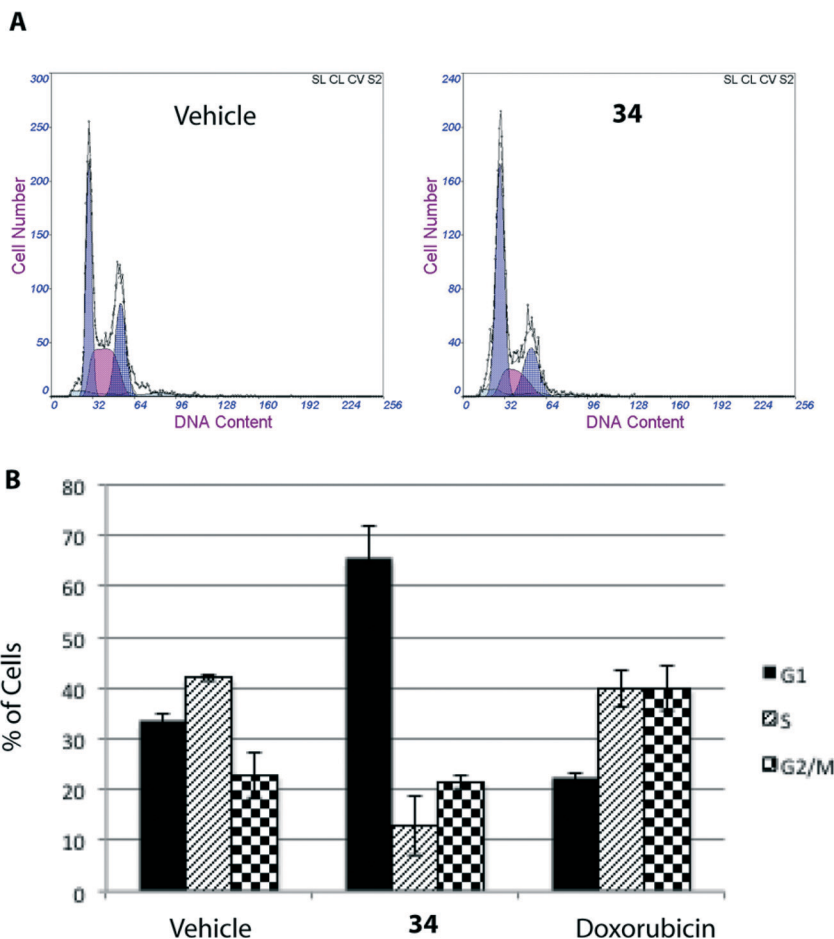 A
SL CL CV S2
Vehicle
Cell Number
300
250
200
150
100
50
0
0 32 64 96 128 160 192 224 256
DNA Content
SL CL CV S2
34
Cell Number
240
200
160
120
80
40
0
0 32 64 96 128 160 192 224 256
DNA Content
B
% of Cells
80
70
60
50
40
30
20
10
0
G1
S
G2/M
Vehicle 34 Doxorubicin